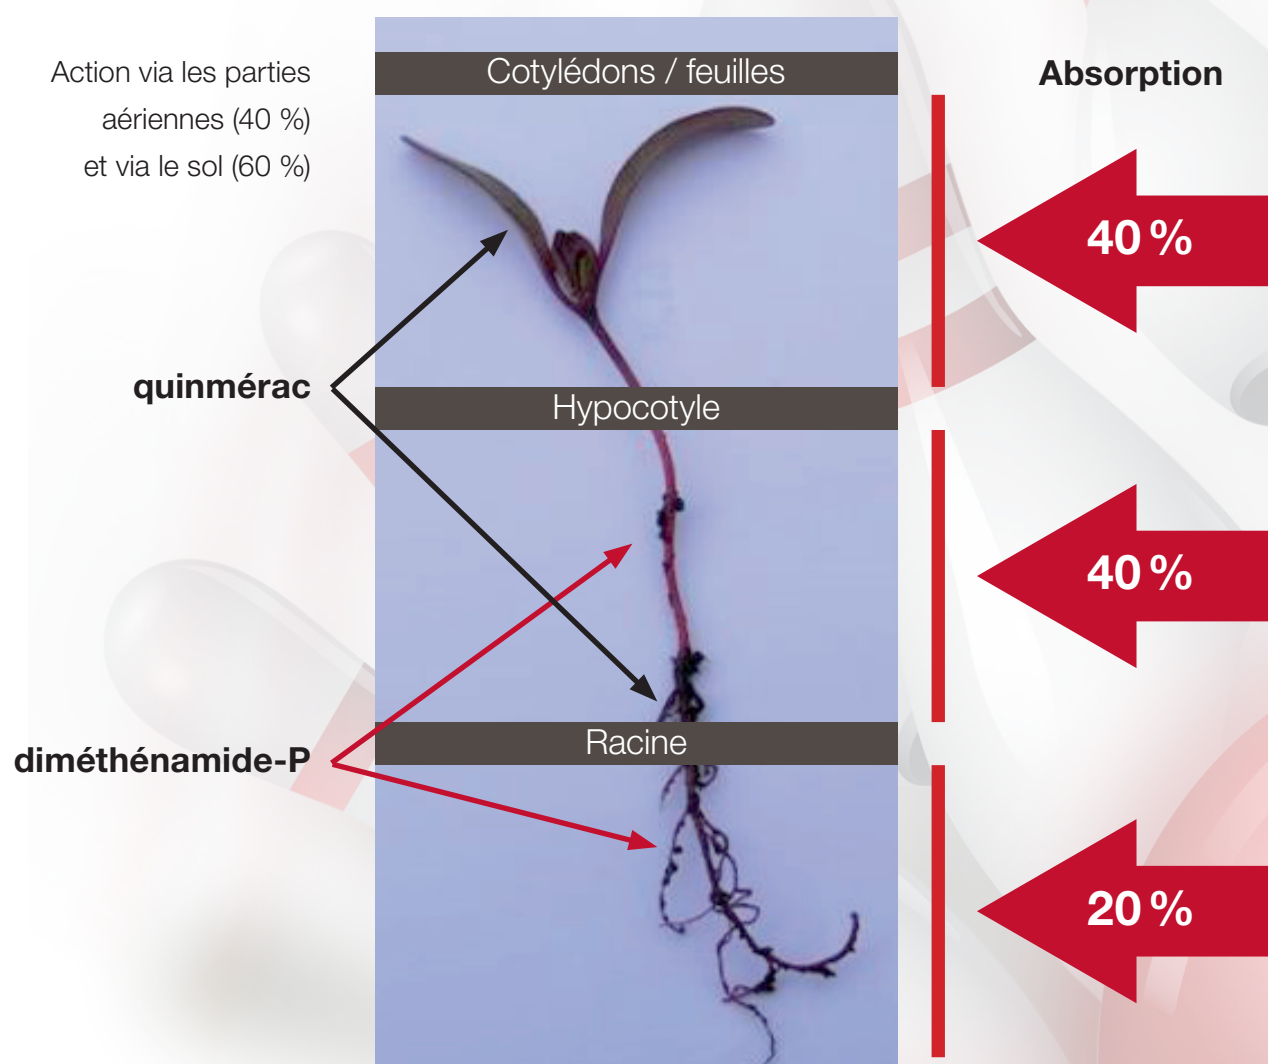 Action via les parties
aériennes (40 %)
et via le sol (60 %)
Cotylédons / feuilles
Absorption
40 %
quinmérac
Hypocotyle
40 %
diméthénamide-P
Racine
20 %